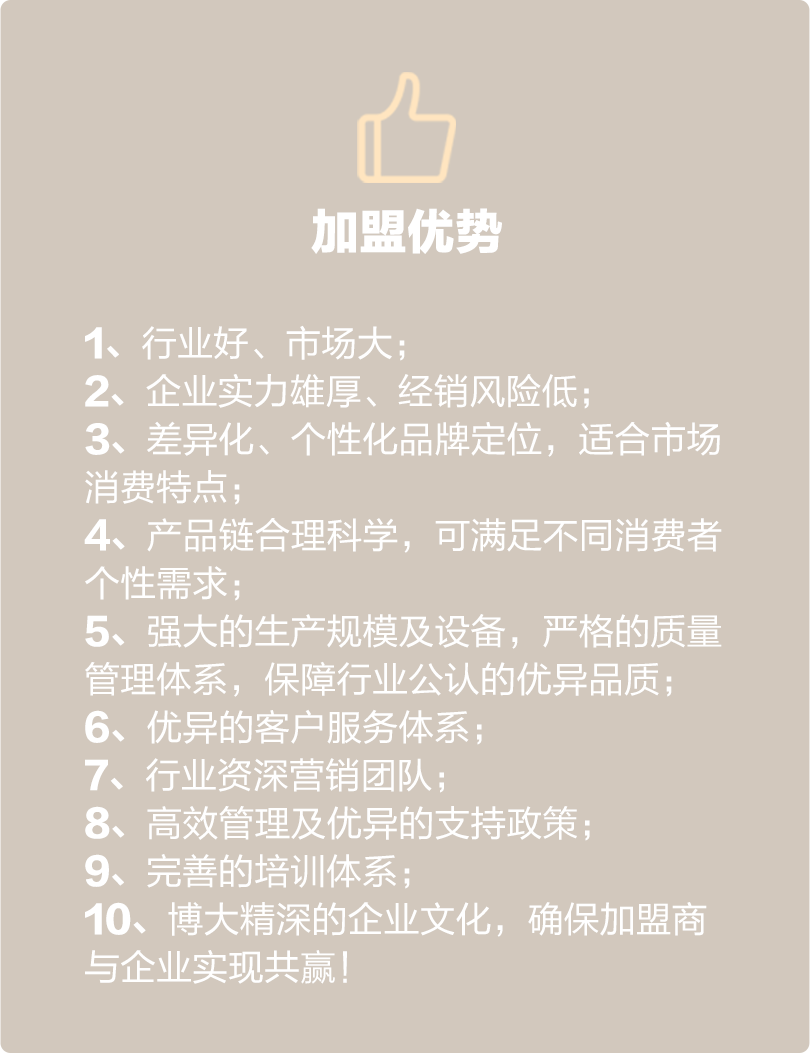 加盟优势
1、行业好、市场大；
2、企业实力雄厚、经销风险低；
3、差异化、个性化品牌定位，适合市场
消费特点；
4、产品链合理科学，可满足不同消费者
个性需求；
5、强大的生产规模及设备，严格的质量
管理体系，保障行业公认的优异品质；
6、优异的客户服务体系；
7、行业资深营销团队；
8、高效管理及优异的支持政策；
9、完善的培训体系；
10、博大精深的企业文化，确保加盟商
与企业实现共赢！